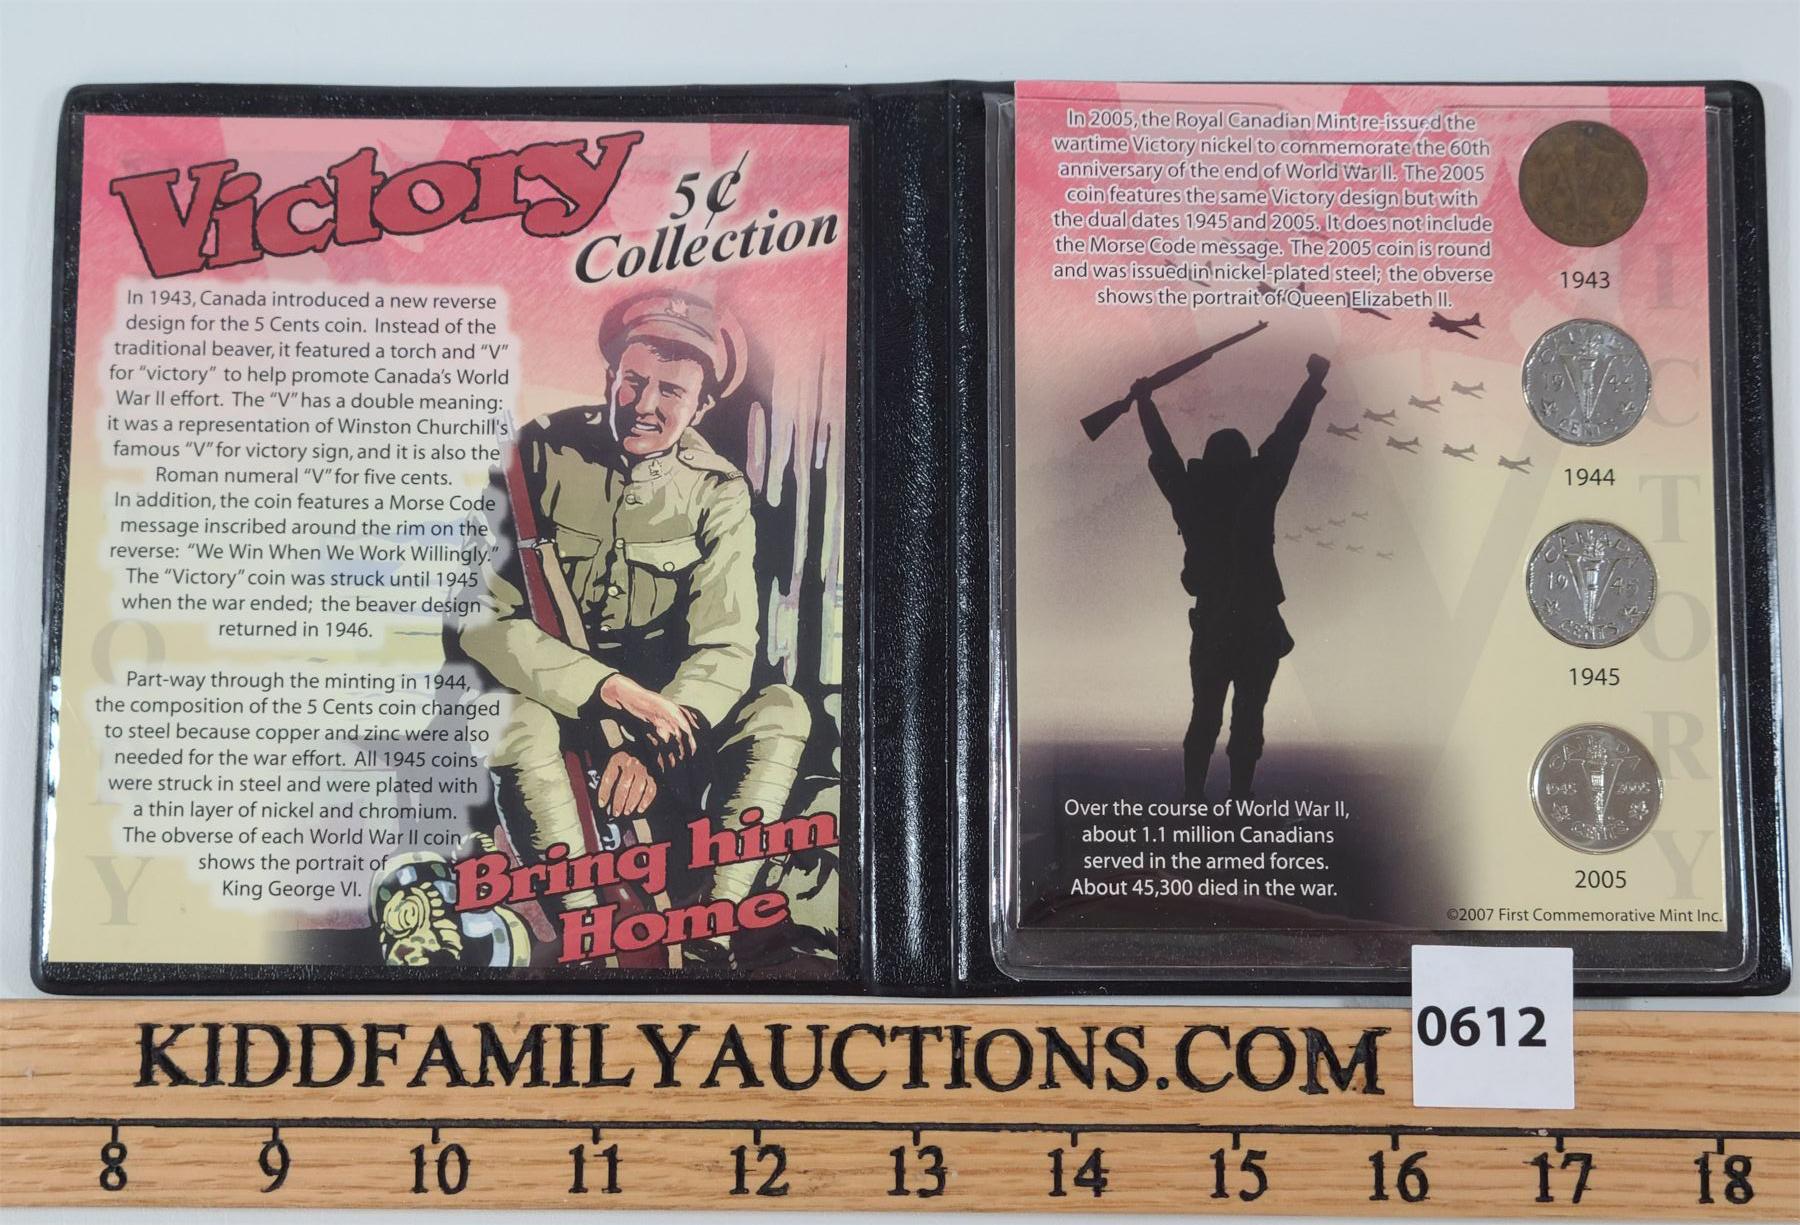 Victory
5¢
Collection
In 1943, Canada introduced a new reverse
design for the 5 Cents coin. Instead of the
traditional beaver, it featured a torch and “V”
for “victory” to help promote Canada’s World
War II effort. The “V” has a double meaning:
it was a representation of Winston Churchill's
famous “V” for victory sign, and it is also the
Roman numeral “V” for five cents.
In addition, the coin features a Morse Code
message inscribed around the rim on the
reverse: “We Win When We Work Willingly.”
The “Victory” coin was struck until 1945
when the war ended; the beaver design
returned in 1946.
Part-way through the minting in 1944,
the composition of the 5 Cents coin changed
to steel because copper and zinc were also
needed for the war effort. All 1945 coins
were struck in steel and were plated with
a thin layer of nickel and chromium.
The obverse of each World War II coin
shows the portrait of
King George VI.
Bring him
Home
In 2005, the Royal Canadian Mint re-issued the
wartime Victory nickel to commemorate the 60th
anniversary of the end of World War II. The 2005
coin features the same Victory design but with
the dual dates 1945 and 2005. It does not include
the Morse Code message. The 2005 coin is round
and was issued in nickel-plated steel; the obverse
shows the portrait of Queen Elizabeth II.
1943
CANADA
19 44
CENTS
1944
CANADA
19 45
CENTS
1945
CANADA
1945 2005
CENTS
2005
VICTORY
Over the course of World War II,
about 1.1 million Canadians
served in the armed forces.
About 45,300 died in the war.
©2007 First Commemorative Mint Inc.
0612
KIDDFAMILYAUCTIONS.COM
8 9 10 11 12 13 14 15 16 17 18